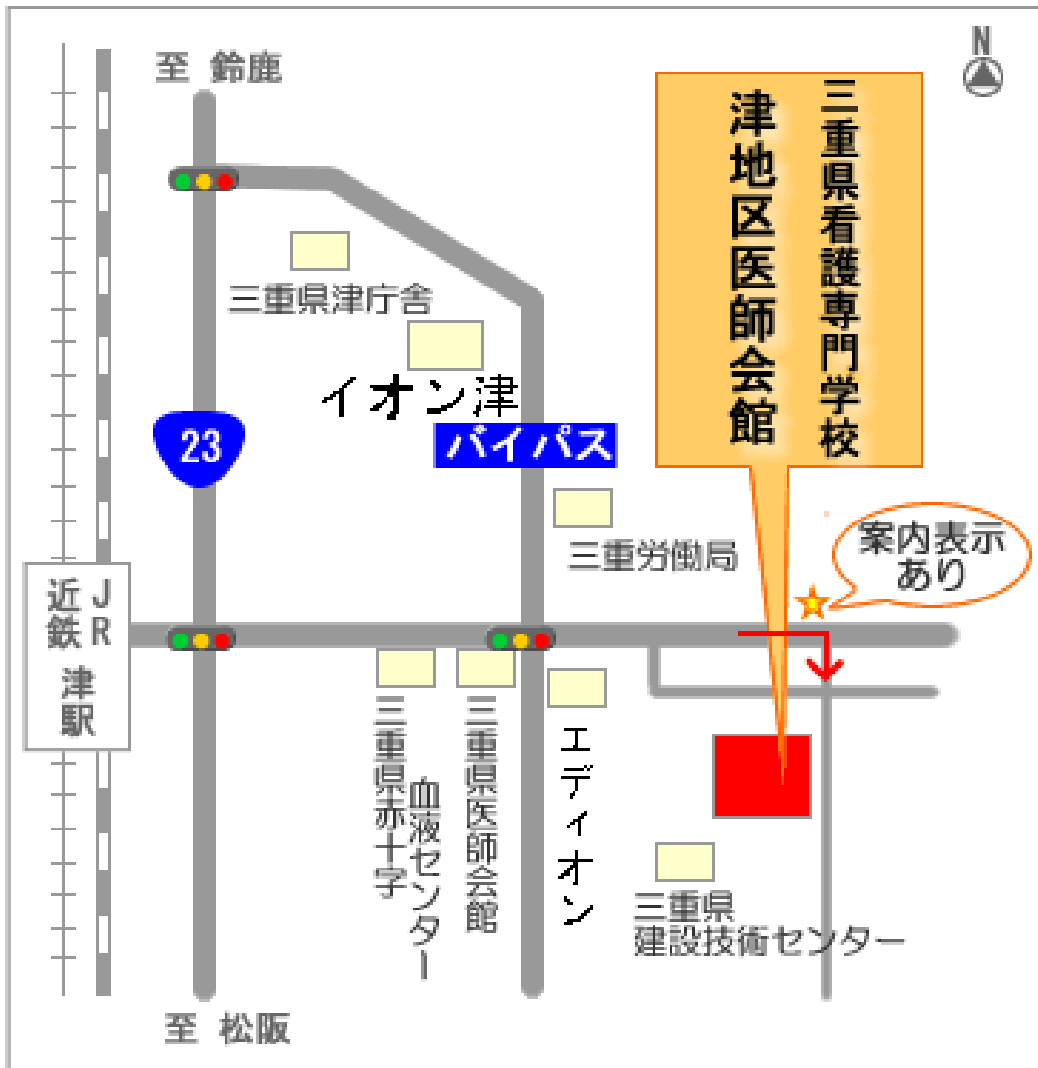 至 鈴鹿
N
三重県看護専門学校
津地区医師会館
三重県津庁舎
イオン津
23
バイパス
三重労働局
案内表示
あり
JR
近鉄
津駅
三重県赤十字
血液センター
三重県医師会館
エディオン
三重県
建設技術センター
至 松阪